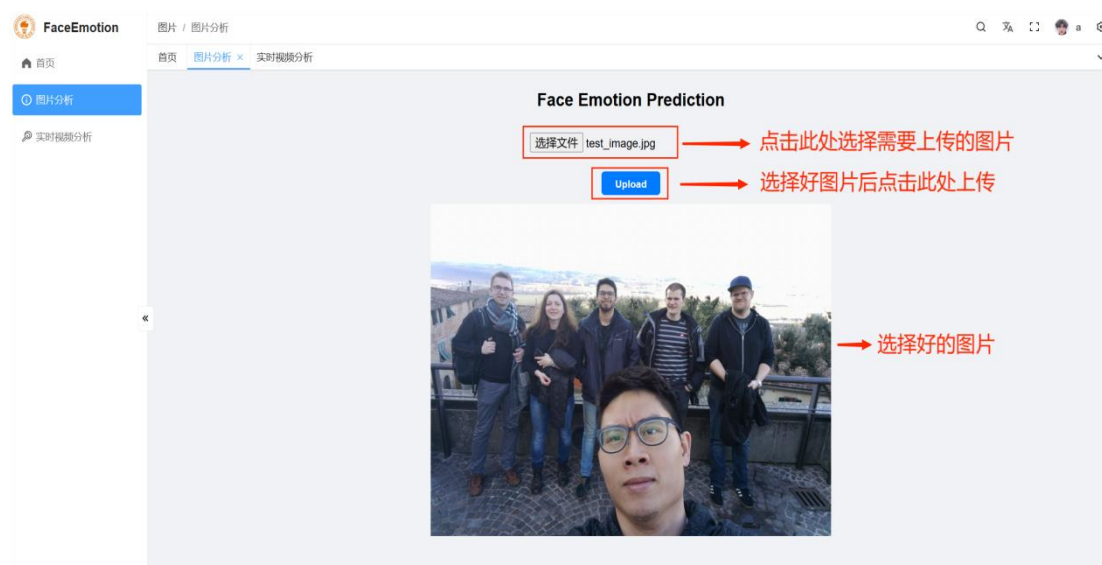 FaceEmotion
图片 / 图片分析
a
首页
图片分析 ×
实时视频分析
首页
图片分析
实时视频分析
Face Emotion Prediction
选择文件 test_image.jpg
点击此处选择需要上传的图片
Upload
选择好图片后点击此处上传
选择好的图片